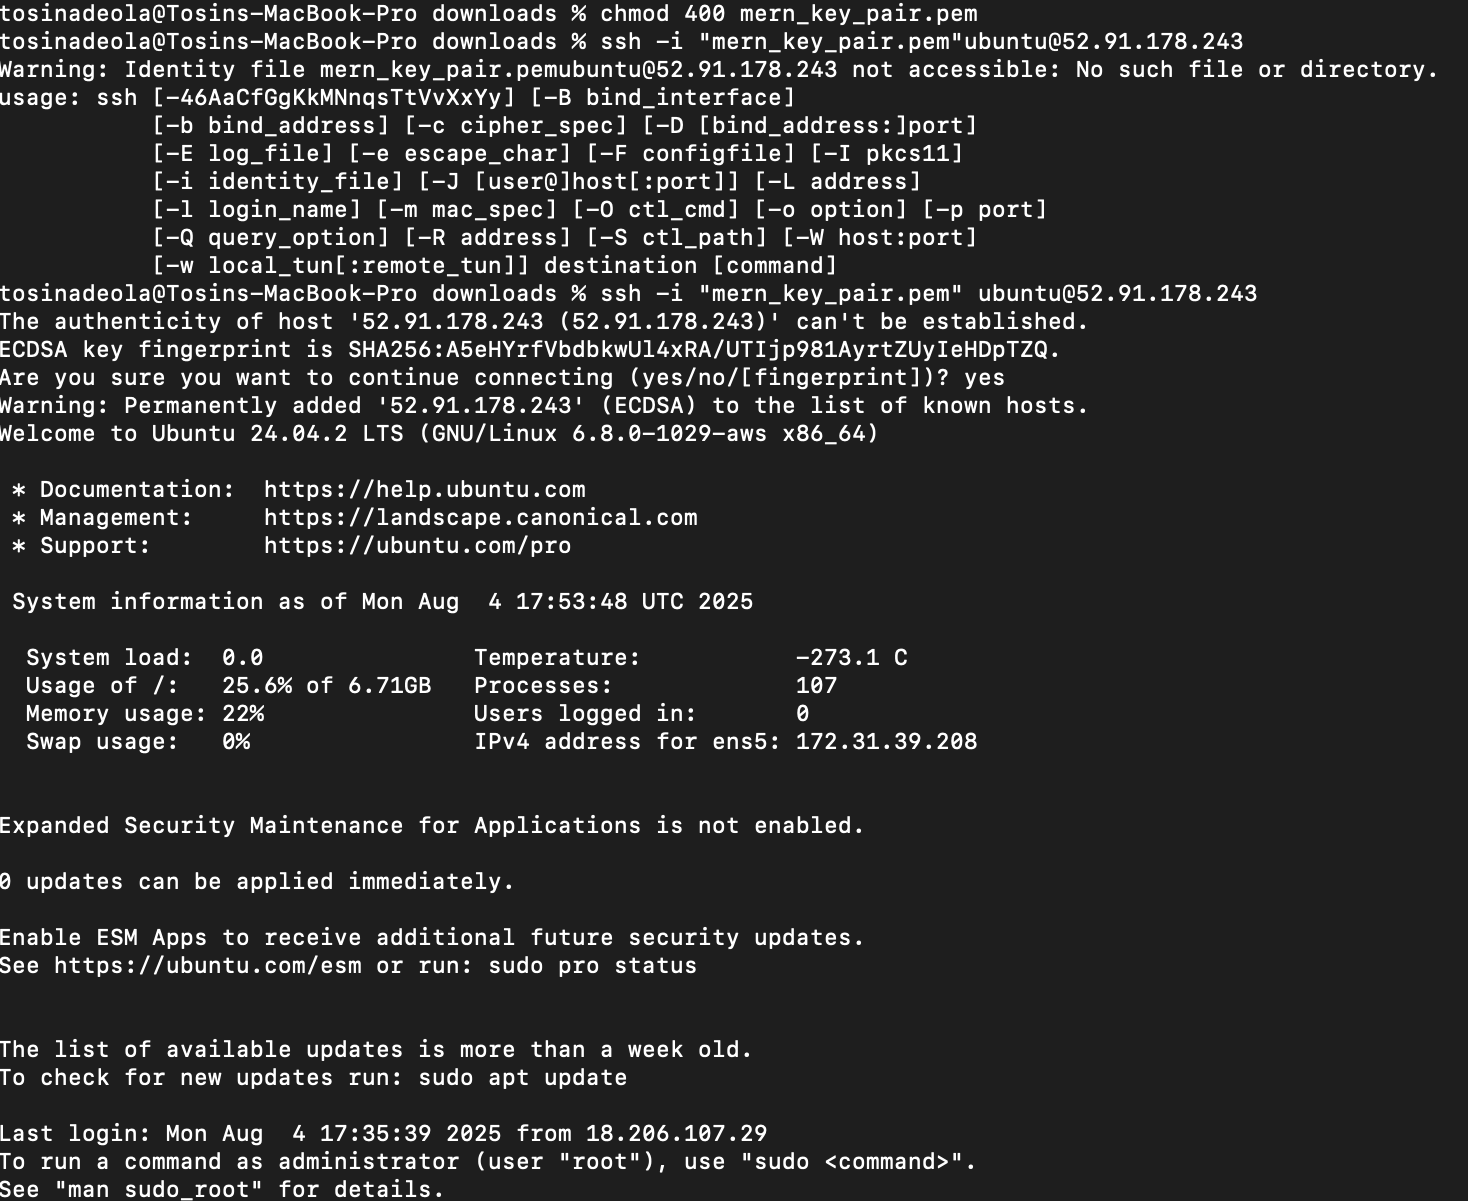 tosinadeola@Tosins-MacBook-Pro downloads % chmod 400 mern_key_pair.pem
tosinadeola@Tosins-MacBook-Pro downloads % ssh -i "mern_key_pair.pem"ubuntu@52.91.178.243
Warning: Identity file mern_key_pair.pemubuntu@52.91.178.243 not accessible: No such file or directory.
usage: ssh [-46AaCfGgKkMNnqsTtVvXxYy] [-B bind_interface]
           [-b bind_address] [-c cipher_spec] [-D [bind_address:]port]
           [-E log_file] [-e escape_char] [-F configfile] [-I pkcs11]
           [-i identity_file] [-J [user@]host[:port]] [-L address]
           [-l login_name] [-m mac_spec] [-O ctl_cmd] [-o option] [-p port]
           [-Q query_option] [-R address] [-S ctl_path] [-W host:port]
           [-w local_tun[:remote_tun]] destination [command]
tosinadeola@Tosins-MacBook-Pro downloads % ssh -i "mern_key_pair.pem" ubuntu@52.91.178.243
The authenticity of host '52.91.178.243 (52.91.178.243)' can't be established.
ECDSA key fingerprint is SHA256:A5eHYrfVbdbkwUl4xRA/UTIjp981AyrtZUyIeHDpTZQ.
Are you sure you want to continue connecting (yes/no/[fingerprint])? yes
Warning: Permanently added '52.91.178.243' (ECDSA) to the list of known hosts.
Welcome to Ubuntu 24.04.2 LTS (GNU/Linux 6.8.0-1029-aws x86_64)

 * Documentation:  https://help.ubuntu.com
 * Management:     https://landscape.canonical.com
 * Support:        https://ubuntu.com/pro

 System information as of Mon Aug  4 17:53:48 UTC 2025

  System load:  0.0               Temperature:           -273.1 C
  Usage of /:   25.6% of 6.71GB   Processes:             107
  Memory usage: 22%               Users logged in:       0
  Swap usage:   0%                IPv4 address for ens5: 172.31.39.208


Expanded Security Maintenance for Applications is not enabled.

0 updates can be applied immediately.

Enable ESM Apps to receive additional future security updates.
See https://ubuntu.com/esm or run: sudo pro status


The list of available updates is more than a week old.
To check for new updates run: sudo apt update

Last login: Mon Aug  4 17:35:39 2025 from 18.206.107.29
To run a command as administrator (user "root"), use "sudo <command>".
See "man sudo_root" for details.